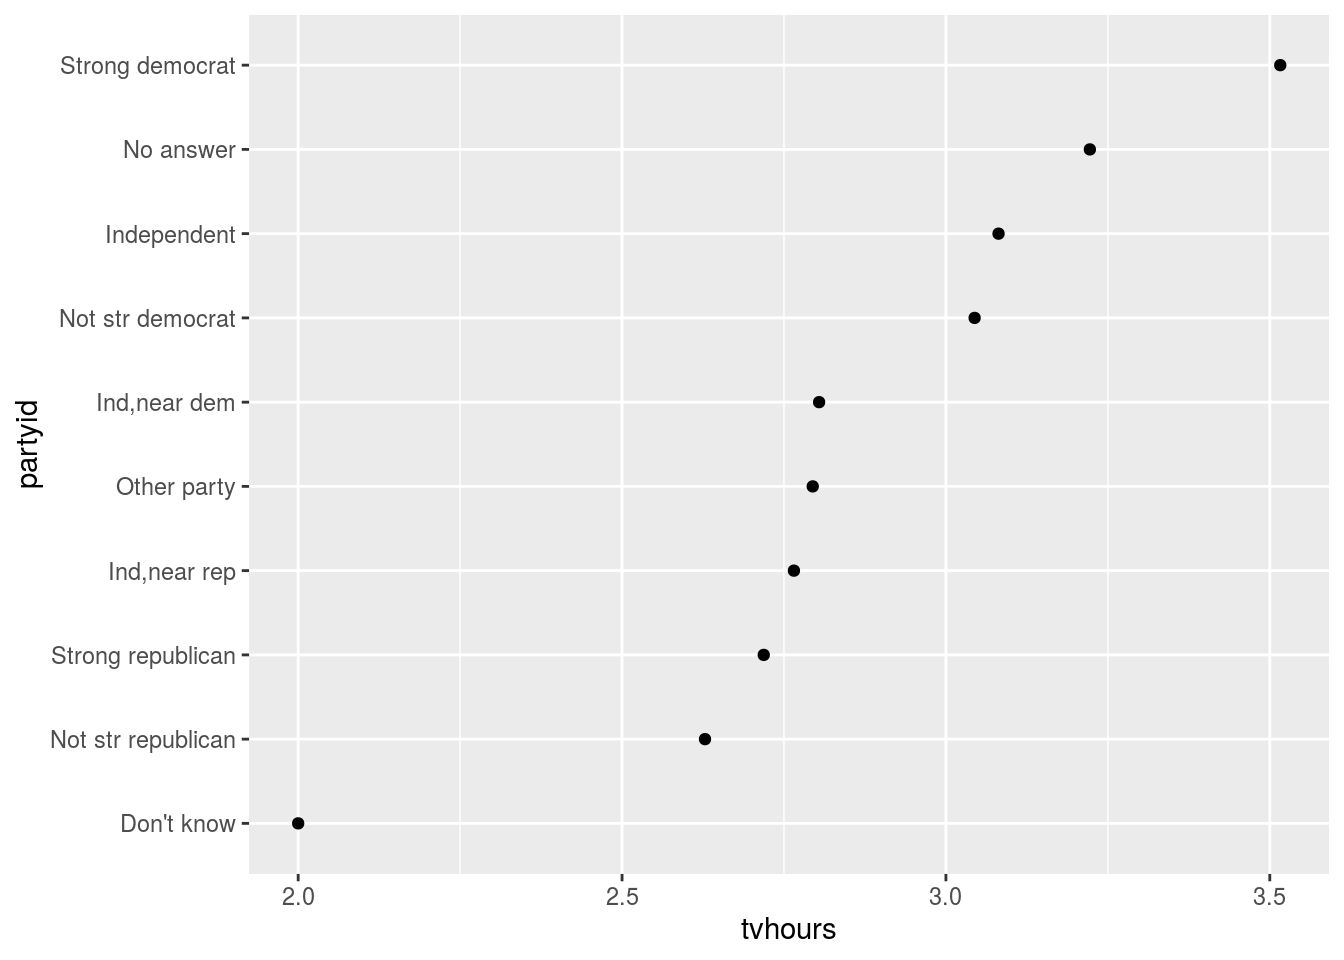 Strong democrat
No answer
Independent
Not str democrat
Ind,near dem
Other party
Ind,near rep
Strong republican
Not str republican
Don't know
partyid
2.0 2.5 3.0 3.5
tvhours